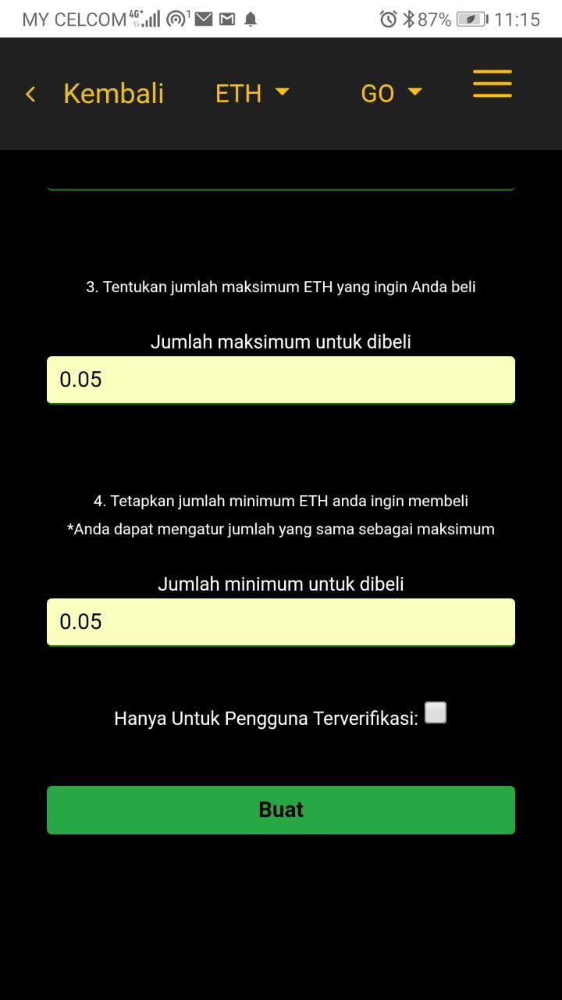 MY CELCOM 4G+ 1 87% 11:15
Kembali ETH GO
3. Tentukan jumlah maksimum ETH yang ingin Anda beli
Jumlah maksimum untuk dibeli
0.05
4. Tetapkan jumlah minimum ETH anda ingin membeli
*Anda dapat mengatur jumlah yang sama sebagai maksimum
Jumlah minimum untuk dibeli
0.05
Hanya Untuk Pengguna Terverifikasi:
Buat